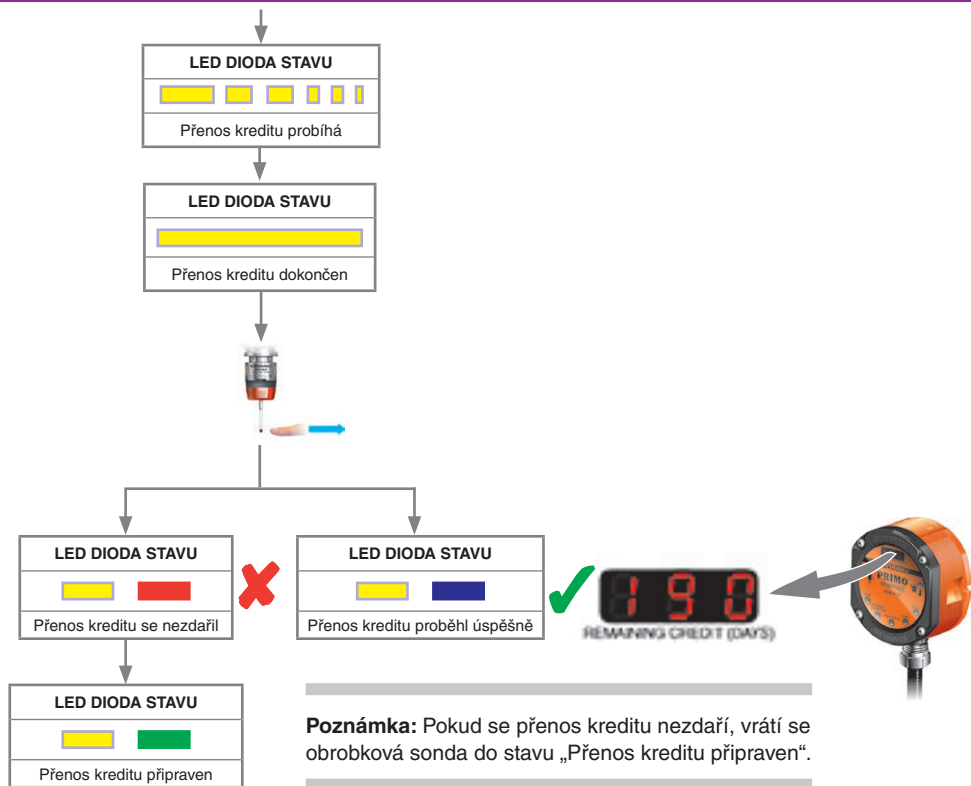 LED DIODA STAVU
Přenos kreditu probíhá
LED DIODA STAVU
Přenos kreditu dokončen
LED DIODA STAVU
Přenos kreditu se nezdařil
LED DIODA STAVU
Přenos kreditu proběhl úspěšně
190
REMAINING CREDIT (DAYS)
PRIMO
LED DIODA STAVU
Přenos kreditu připraven
Poznámka: Pokud se přenos kreditu nezdaří, vrátí se
obrobková sonda do stavu „Přenos kreditu připraven“.